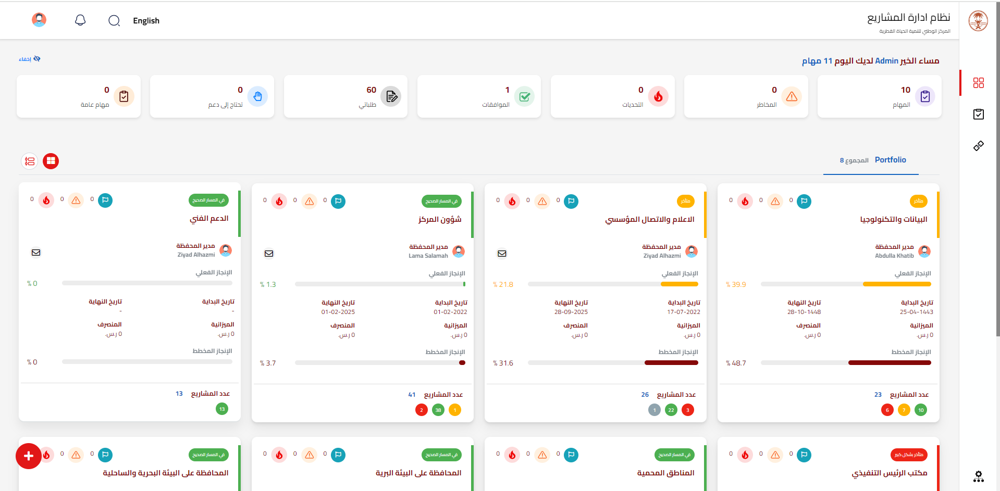 نظام ادارة المشاريع
المركز الوطني لتنمية الحياة الفطرية
English
مساء الخير Admin لديك اليوم 11 مهام
إخفاء
10
المهام
0
المخاطر
0
التحديات
1
الموافقات
60
طلباتي
0
تحتاج إلى دعم
0
مهام عامة
Portfolio المجموع 8
متأخر
0 0 0
البيانات والتكنولوجيا
مدير المحفظة
Abdulla Khatib
الإنجاز الفعلي
39.9 %
تاريخ البداية تاريخ النهاية
25-04-1443 28-10-1448
الميزانية المنصرف
0 ر.س. 0 ر.س.
الإنجاز المخطط
48.7 %
عدد المشاريع 23
10 7 6
متأخر
0 0 0
الاعلام والاتصال المؤسسي
مدير المحفظة
Ziyad Alhazmi
الإنجاز الفعلي
21.8 %
تاريخ البداية تاريخ النهاية
17-07-2022 28-09-2025
الميزانية المنصرف
0 ر.س. 0 ر.س.
الإنجاز المخطط
31.6 %
عدد المشاريع 26
3 22 1
في المسار الصحيح
0 0 0
شؤون المركز
مدير المحفظة
Lama Salamah
الإنجاز الفعلي
1.3 %
تاريخ البداية تاريخ النهاية
01-02-2022 01-02-2025
الميزانية المنصرف
0 ر.س. 0 ر.س.
الإنجاز المخطط
3.7 %
عدد المشاريع 41
1 38 2
في المسار الصحيح
0 0 0
الدعم الفني
مدير المحفظة
Ziyad Alhazmi
الإنجاز الفعلي
0 %
تاريخ البداية تاريخ النهاية
- -
الميزانية المنصرف
0 ر.س. 0 ر.س.
الإنجاز المخطط
0 %
عدد المشاريع 13
13
متأخر بشكل كبير
0 0 0
مكتب الرئيس التنفيذي
في المسار الصحيح
0 0 0
المناطق المحمية
في المسار الصحيح
0 0 0
المحافظة على البيئة البرية
في المسار الصحيح
0 0
المحافظة على البيئة البحرية والساحلية